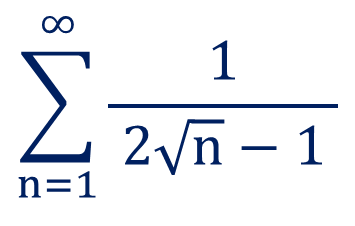 ∞
∑ 1
2√n − 1
n=1